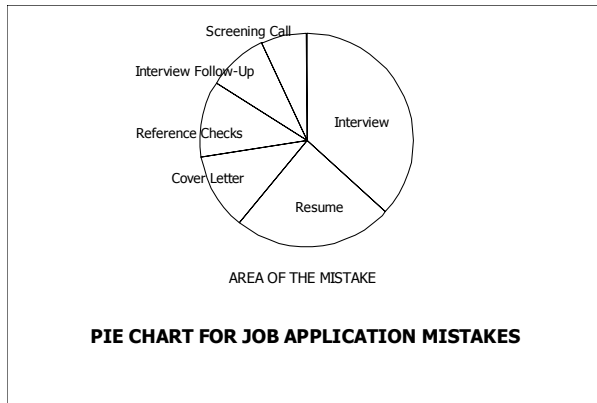 Screening Call
Interview Follow-Up
Interview
Reference Checks
Cover Letter
Resume
AREA OF THE MISTAKE
PIE CHART FOR JOB APPLICATION MISTAKES